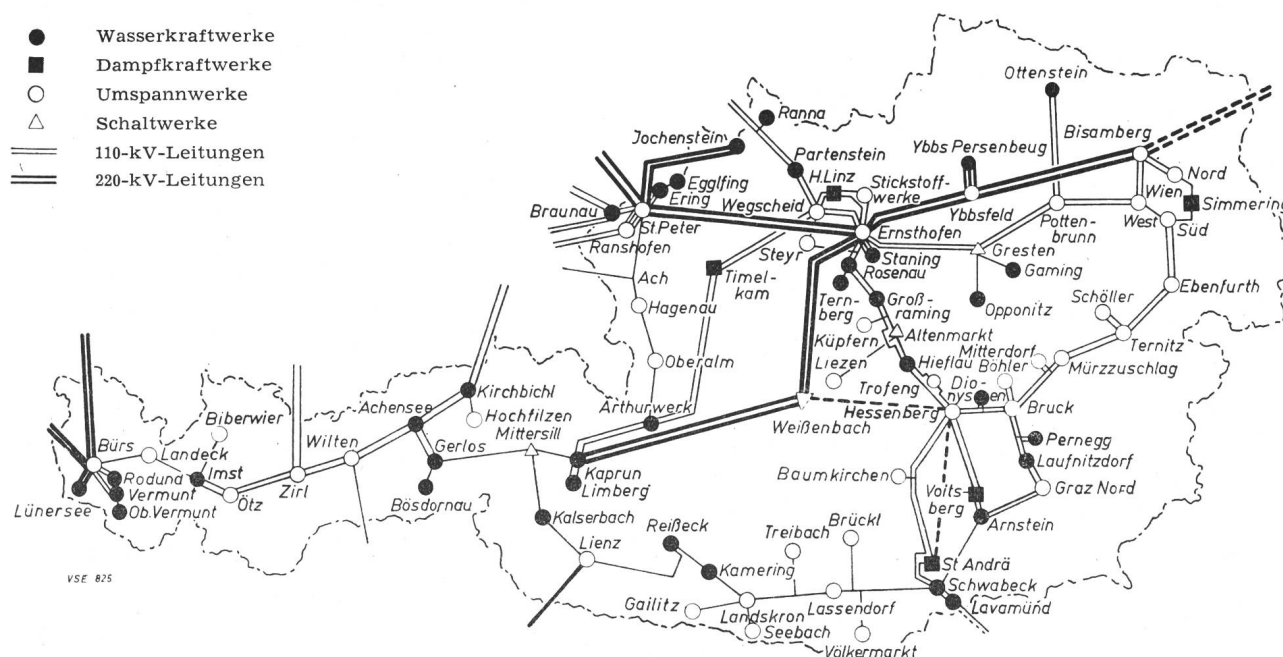 Wasserkraftwerke
Dampfkraftwerke
Umspannwerke
Schaltwerke
110-kV-Leitungen
220-kV-Leitungen
Ottenstein
Ranna
Jochenstein
Bisamberg
Partenstein
Ybbs Persenbeug
H.Linz
Nord
Egglfing
Ering
Stickstoff-
werke
Wien
Simmering
Braunau
Wegscheid
Ybbsfeld
St.Peter
Ernsthofen
Potten-
brunn
West
Süd
Ranshofen
Steyr
Staning
Gresten
Rosenau
Gaming
Ach
Timel-
kam
Tern-
berg
Opponitz
Ebenfurth
Hagenau
Groß-
raming
Schöller
Küpfern
Altenmarkt
Ternitz
Liezen
Mitterdorf
Oberalm
Hieflau
Böhler
Mürzzuschlag
Kirchbichl
Trofeng
Dio-
nysen
Biberwier
Achensee
Hochfilzen
Arthurwerk
Hessenberg
Bruck
Mittersill
Weißenbach
Bürs
Landeck
Wilten
Gerlos
Pernegg
Imst
Kaprun
Laufnitzdorf
Rodund
Zirl
Limberg
Baumkirchen
Vermunt
Ötz
Bösdornau
Voits-
berg
Graz Nord
Lünersee
Ob.Vermunt
Kalserbach
Arnstein
Reißeck
Treibach
Brückl
Lienz
St Andrä
VSE 825
Kamering
Schwabeck
Gailitz
Lassendorf
Lavamünd
Landskron
Seebach
Völkermarkt